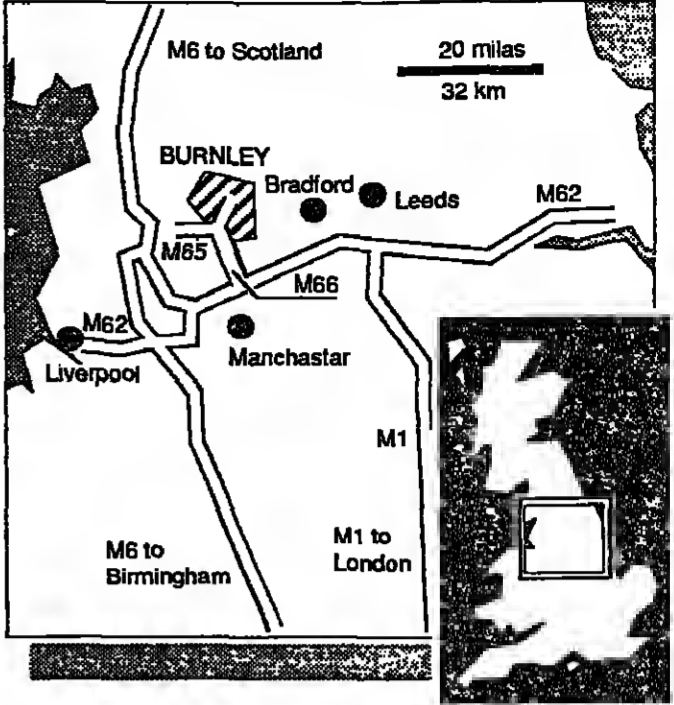 M6 to Scotland
20 milas
32 km
BURNLEY
Bradford
Leeds
M62
M65
M66
M62
Manchastar
Liverpool
M1
M6 to
Birmingham
M1 to
London